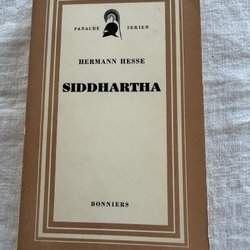 PANACHE SERIEN
HERMANN HESSE
SIDDHARTHA
BONNIERS